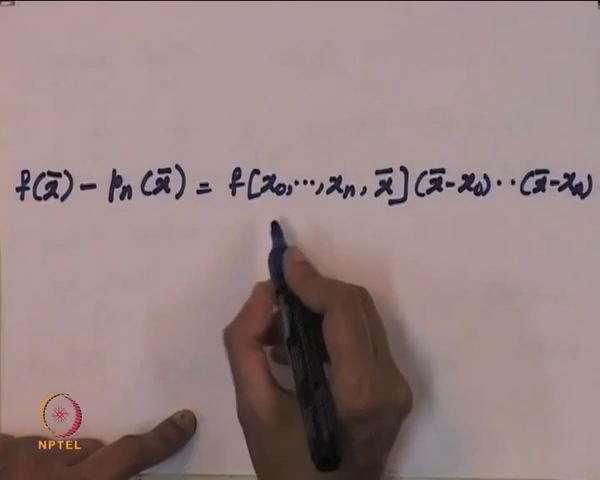 f(x̄) - pₙ(x̄) = f[x₀, ..., xₙ, x̄](x̄-x₀)..(x̄-xₙ)
NPTEL